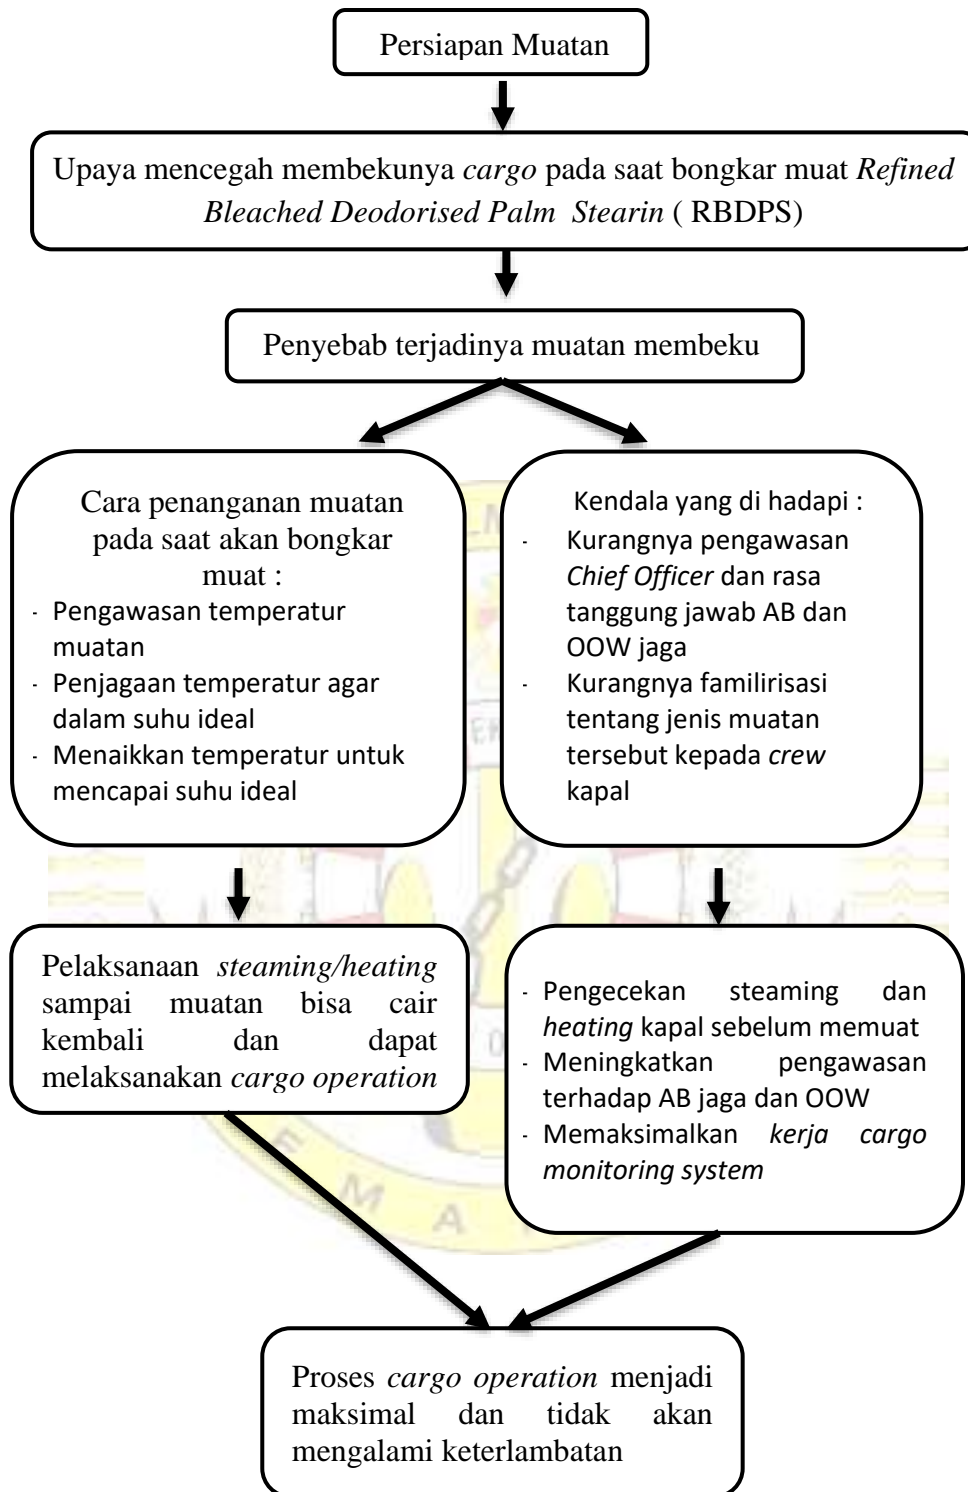 Persiapan Muatan
Upaya mencegah membekunya cargo pada saat bongkar muat Refined
Bleached Deodorised Palm Stearin ( RBDPS)
Penyebab terjadinya muatan membeku
Cara penanganan muatan
pada saat akan bongkar
muat :
- Pengawasan temperatur
muatan
- Penjagaan temperatur agar
dalam suhu ideal
- Menaikkan temperatur untuk
mencapai suhu ideal
Kendala yang di hadapi :
- Kurangnya pengawasan
Chief Officer dan rasa
tanggung jawab AB dan
OOW jaga
- Kurangnya familirisasi
tentang jenis muatan
tersebut kepada crew
kapal
Pelaksanaan steaming/heating
sampai muatan bisa cair
kembali dan dapat
melaksanakan cargo operation
- Pengecekan steaming dan
heating kapal sebelum memuat
- Meningkatkan pengawasan
terhadap AB jaga dan OOW
- Memaksimalkan kerja cargo
monitoring system
Proses cargo operation menjadi
maksimal dan tidak akan
mengalami keterlambatan